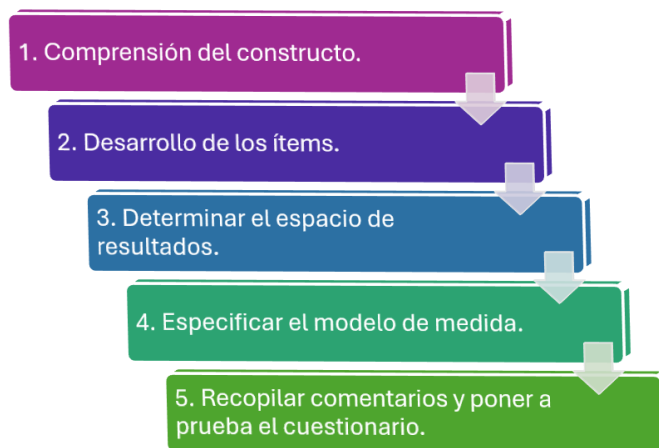 1. Comprensión del constructo.
2. Desarrollo de los ítems.
3. Determinar el espacio de
resultados.
4. Especificar el modelo de medida.
5. Recopilar comentarios y poner a
prueba el cuestionario.